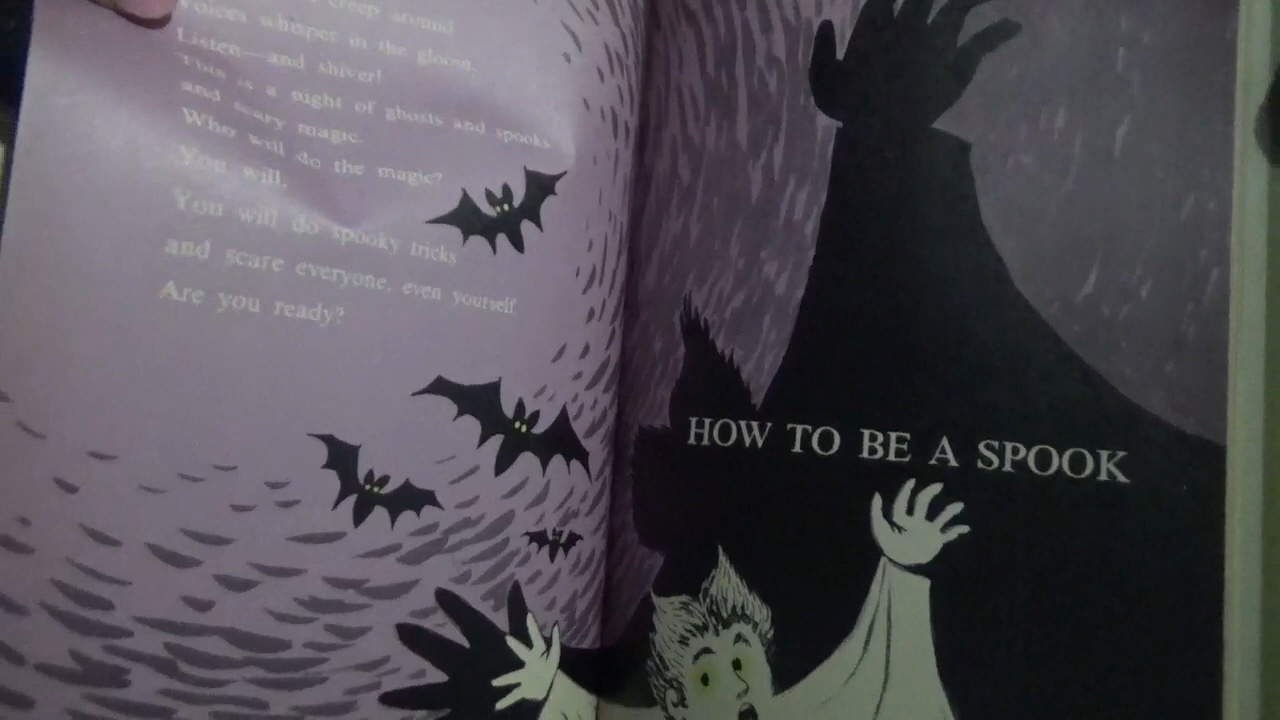 creep around
Voices whisper in the gloom.
Listen—and shiver!
This is a night of ghosts and spooks
and scary magic.
Who will do the magic?
You will.
You will do spooky tricks
and scare everyone, even yourself.
Are you ready?
HOW TO BE A SPOOK